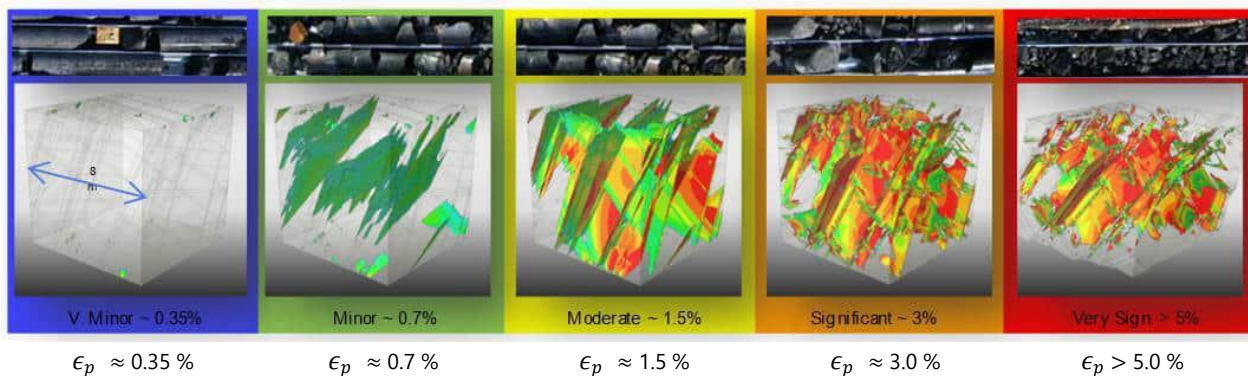 8
m
V. Minor ~ 0.35%
Minor ~ 0.7%
Moderate ~ 1.5%
Significant ~ 3%
Very Sign. > 5%
ϵₚ ≈ 0.35 %
ϵₚ ≈ 0.7 %
ϵₚ ≈ 1.5 %
ϵₚ ≈ 3.0 %
ϵₚ > 5.0 %